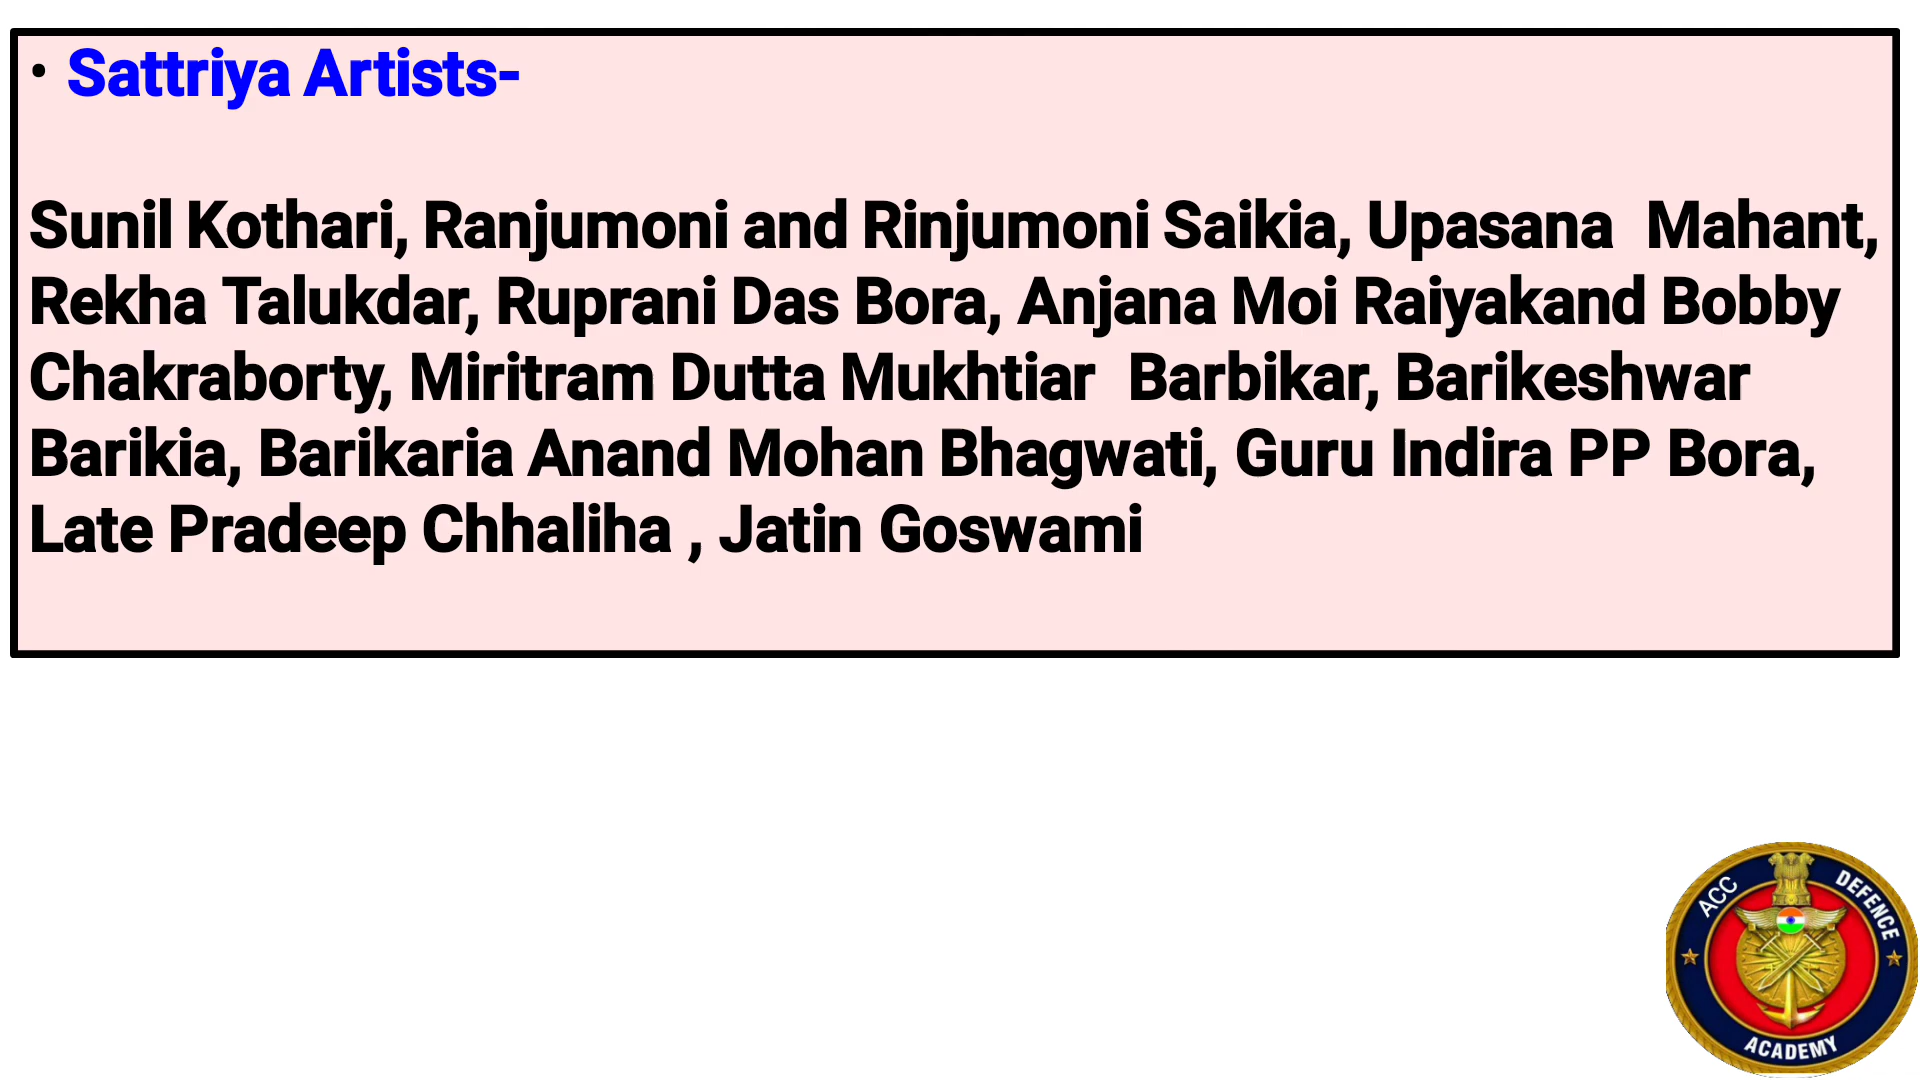 • Sattriya Artists-
Sunil Kothari, Ranjumoni and Rinjumoni Saikia, Upasana  Mahant,
Rekha Talukdar, Ruprani Das Bora, Anjana Moi Raiyakand Bobby
Chakraborty, Miritram Dutta Mukhtiar  Barbikar, Barikeshwar
Barikia, Barikaria Anand Mohan Bhagwati, Guru Indira PP Bora,
Late Pradeep Chhaliha , Jatin Goswami
ACC DEFENCE
ACADEMY